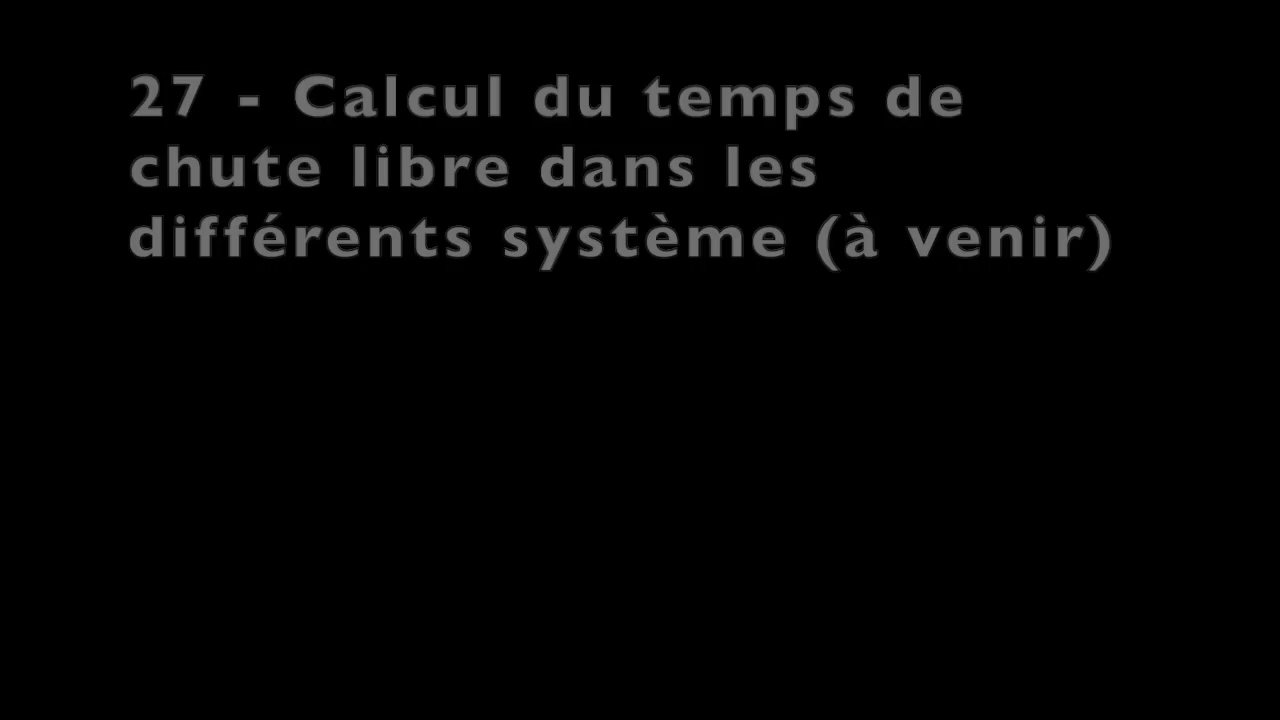 27 - Calcul du temps de
chute libre dans les
différents système (à venir)